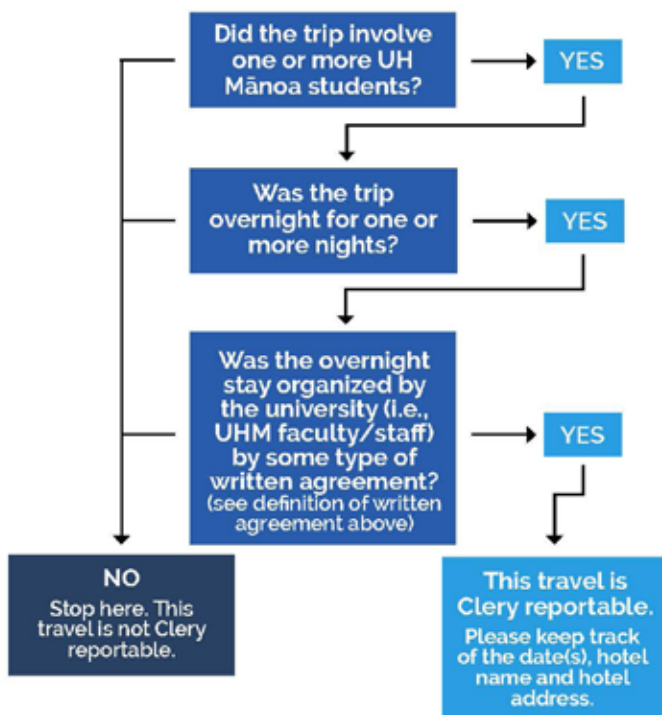 Did the trip involve
one or more UH
Mānoa students?
YES
Was the trip
overnight for one or
more nights?
YES
Was the overnight
stay organized by
the university (i.e.,
UHM faculty/staff)
by some type of
written agreement?
(see definition of written
agreement above)
YES
NO
Stop here. This
travel is not Clery
reportable.
This travel is
Clery reportable.
Please keep track
of the date(s), hotel
name and hotel
address.